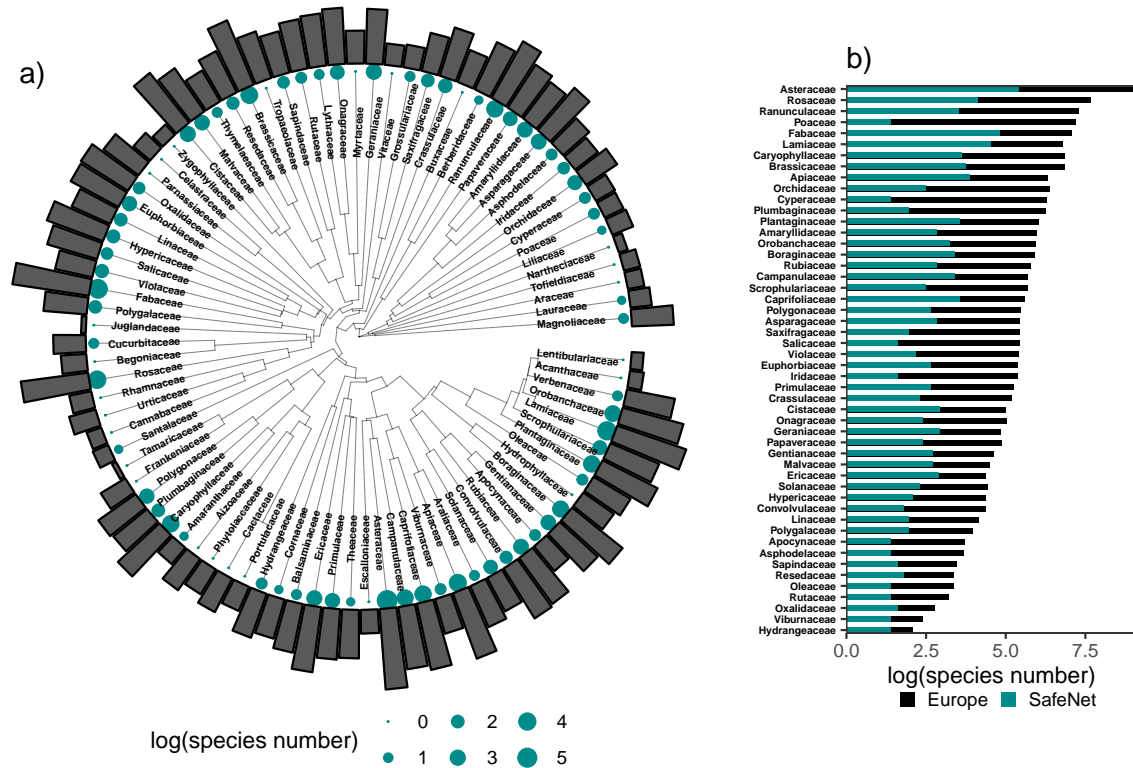 a)
Magnoliaceae
Lauraceae
Araceae
Tofieldiaceae
Nartheciaceae
Liliaceae
Poaceae
Cyperaceae
Orchidaceae
Iridaceae
Asphodelaceae
Asparagaceae
Amaryllidaceae
Papaveraceae
Ranunculaceae
Berberidaceae
Buxaceae
Crassulaceae
Saxifragaceae
Grossulariaceae
Vitaceae
Geraniaceae
Myrtaceae
Onagraceae
Lythraceae
Rutaceae
Sapindaceae
Tropaeolaceae
Brassicaceae
Resedaceae
Thymelaeaceae
Malvaceae
Cistaceae
Zygophyllaceae
Celastraceae
Parnassiaceae
Oxalidaceae
Euphorbiaceae
Linaceae
Hypericaceae
Salicaceae
Violaceae
Fabaceae
Polygalaceae
Juglandaceae
Cucurbitaceae
Begoniaceae
Rosaceae
Rhamnaceae
Urticaceae
Cannabaceae
Santalaceae
Tamaricaceae
Frankeniaceae
Polygonaceae
Plumbaginaceae
Caryophyllaceae
Amaranthaceae
Aizoaceae
Phytolaccaceae
Cactaceae
Portulacaceae
Hydrangeaceae
Cornaceae
Balsaminaceae
Ericaceae
Primulaceae
Theaceae
Escalloniaceae
Asteraceae
Campanulaceae
Caprifoliaceae
Viburnaceae
Apiaceae
Araliaceae
Solanaceae
Convolvulaceae
Rubiaceae
Apocynaceae
Gentianaceae
Boraginaceae
Hydrophyllaceae
Oleaceae
Plantaginaceae
Scrophulariaceae
Lamiaceae
Orobanchaceae
Verbenaceae
Acanthaceae
Lentibulariaceae
log(species number)
0 2 4
1 3 5
b)
Asteraceae
Rosaceae
Ranunculaceae
Poaceae
Fabaceae
Lamiaceae
Caryophyllaceae
Brassicaceae
Apiaceae
Orchidaceae
Cyperaceae
Plumbaginaceae
Plantaginaceae
Amaryllidaceae
Orobanchaceae
Boraginaceae
Rubiaceae
Campanulaceae
Scrophulariaceae
Caprifoliaceae
Polygonaceae
Asparagaceae
Saxifragaceae
Salicaceae
Violaceae
Euphorbiaceae
Iridaceae
Primulaceae
Crassulaceae
Cistaceae
Onagraceae
Geraniaceae
Papaveraceae
Gentianaceae
Malvaceae
Ericaceae
Solanaceae
Hypericaceae
Convolvulaceae
Linaceae
Polygalaceae
Apocynaceae
Asphodelaceae
Sapindaceae
Resedaceae
Oleaceae
Rutaceae
Oxalidaceae
Viburnaceae
Hydrangeaceae
0.0 2.5 5.0 7.5
log(species number)
Europe SafeNet